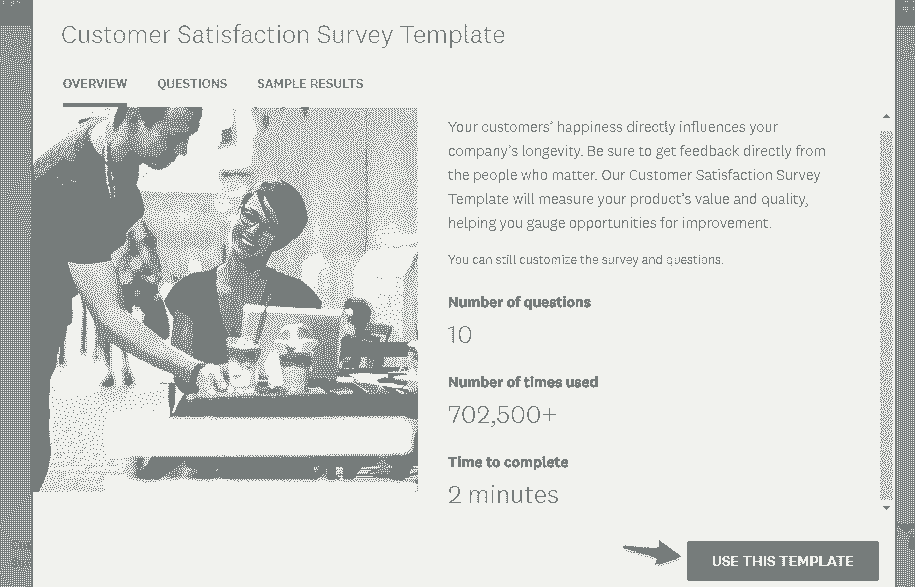 Customer Satisfaction Survey Template
OVERVIEW QUESTIONS SAMPLE RESULTS
Your customers' happiness directly influences your
company's longevity. Be sure to get feedback directly from
the people who matter. Our Customer Satisfaction Survey
Template will measure your product's value and quality,
helping you gauge opportunities for improvement.
You can still customize the survey and questions.
Number of questions
10
Number of times used
702,500+
Time to complete
2 minutes
USE THIS TEMPLATE